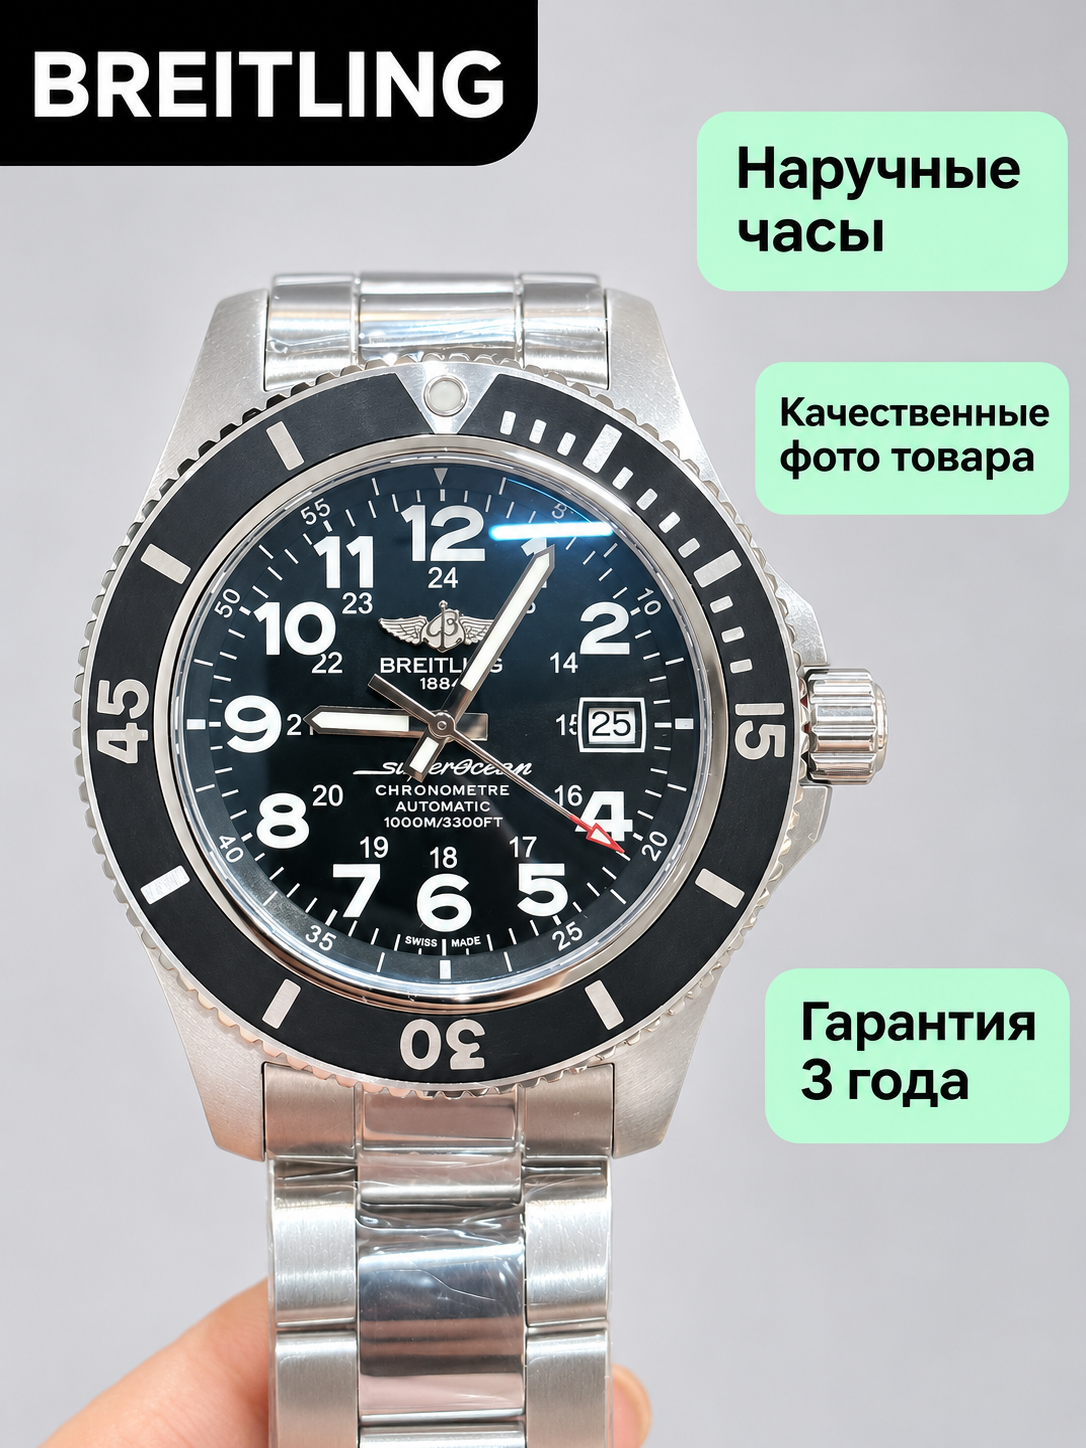 BREITLING
Наручные
часы
Качественные
фото товара
Гарантия
3 года
55
12
5
11
24
50
23
10
10
2
22
14
BREITLING
1884
45
9
21
15
25
15
superocean
CHRONOMETRE
AUTOMATIC
1000M/3300FT
8
20
16
4
40
19
18
17
20
7
6
5
35
SWISS MADE
25
30